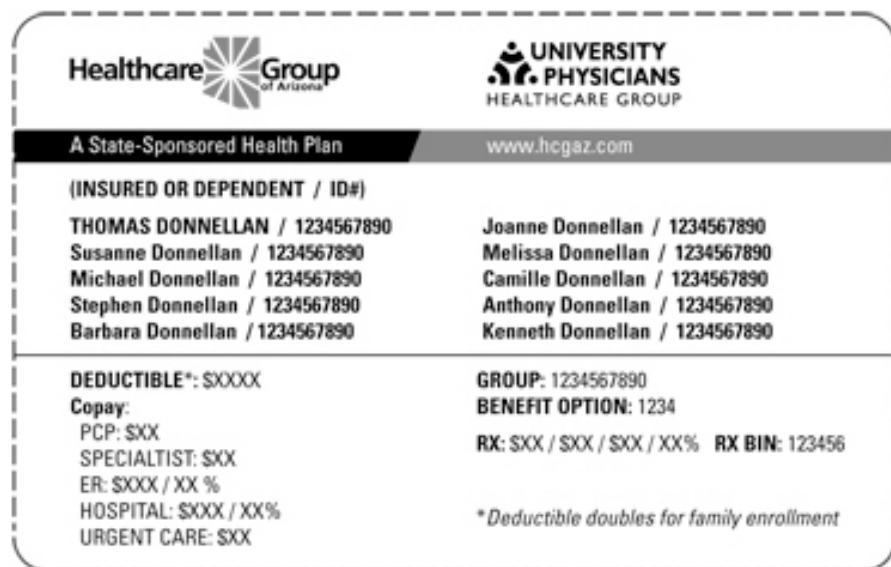 Healthcare Group
of Arizona
UNIVERSITY
PHYSICIANS
HEALTHCARE GROUP
A State-Sponsored Health Plan
www.hcgaz.com
(INSURED OR DEPENDENT / ID#)
THOMAS DONNELLAN / 1234567890
Susanne Donnellan / 1234567890
Michael Donnellan / 1234567890
Stephen Donnellan / 1234567890
Barbara Donnellan / 1234567890
Joanne Donnellan / 1234567890
Melissa Donnellan / 1234567890
Camille Donnellan / 1234567890
Anthony Donnellan / 1234567890
Kenneth Donnellan / 1234567890
DEDUCTIBLE*: $XXXX
Copay:
PCP: $XX
SPECIALTIST: $XX
ER: $XXX / XX %
HOSPITAL: $XXX / XX%
URGENT CARE: $XX
GROUP: 1234567890
BENEFIT OPTION: 1234
RX: $XX / $XX / $XX / XX% RX BIN: 123456
*Deductible doubles for family enrollment